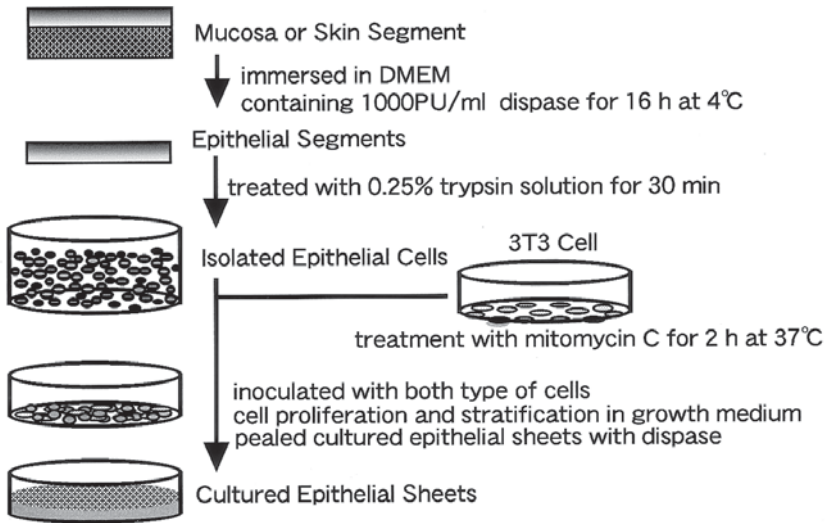 Mucosa or Skin Segment
immersed in DMEM
containing 1000PU/ml dispase for 16 h at 4℃
Epithelial Segments
treated with 0.25% trypsin solution for 30 min
Isolated Epithelial Cells
3T3 Cell
treatment with mitomycin C for 2 h at 37℃
inoculated with both type of cells
cell proliferation and stratification in growth medium
pealed cultured epithelial sheets with dispase
Cultured Epithelial Sheets